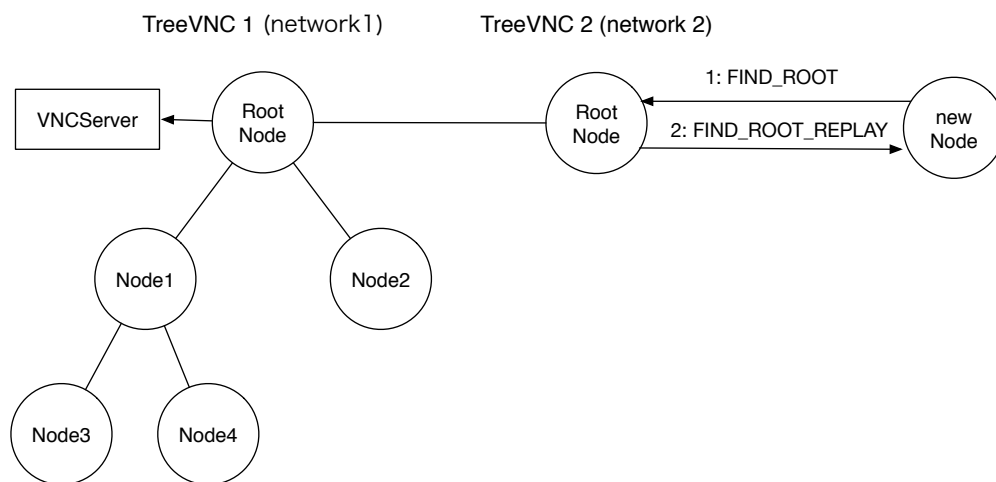 TreeVNC 1 (network1)
TreeVNC 2 (network 2)
1: FIND_ROOT
VNCServer
Root
Node
Root
Node
2: FIND_ROOT_REPLAY
new
Node
Node1
Node2
Node3
Node4